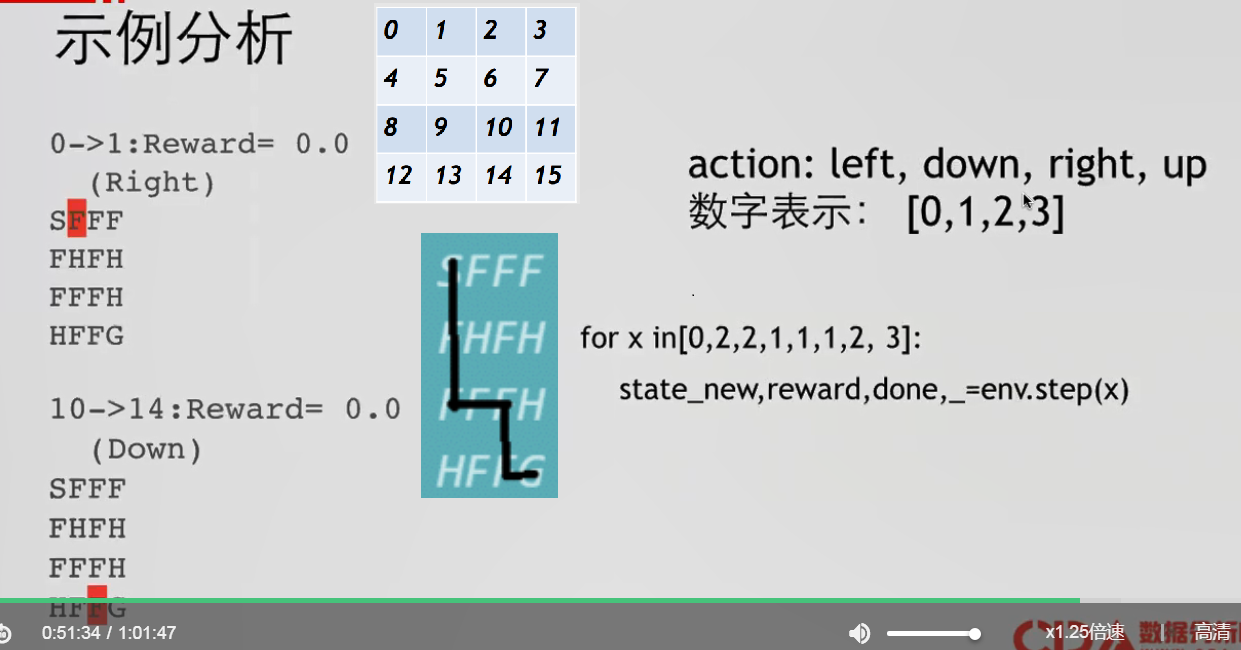 示例分析
0 1 2 3
4 5 6 7
8 9 10 11
12 13 14 15
0->1:Reward= 0.0
(Right)
SFFF
FHFH
FFFH
HFFG
10->14:Reward= 0.0
(Down)
SFFF
FHFH
FFFH
HFFG
SFFF
FHFH
FFFH
HFFG
action: left, down, right, up
数字表示： [0,1,2,3]
for x in[0,2,2,1,1,1,2, 3]:
state_new,reward,done,_=env.step(x)
0:51:34 / 1:01:47
x1.25倍速
高清
CDA 数据